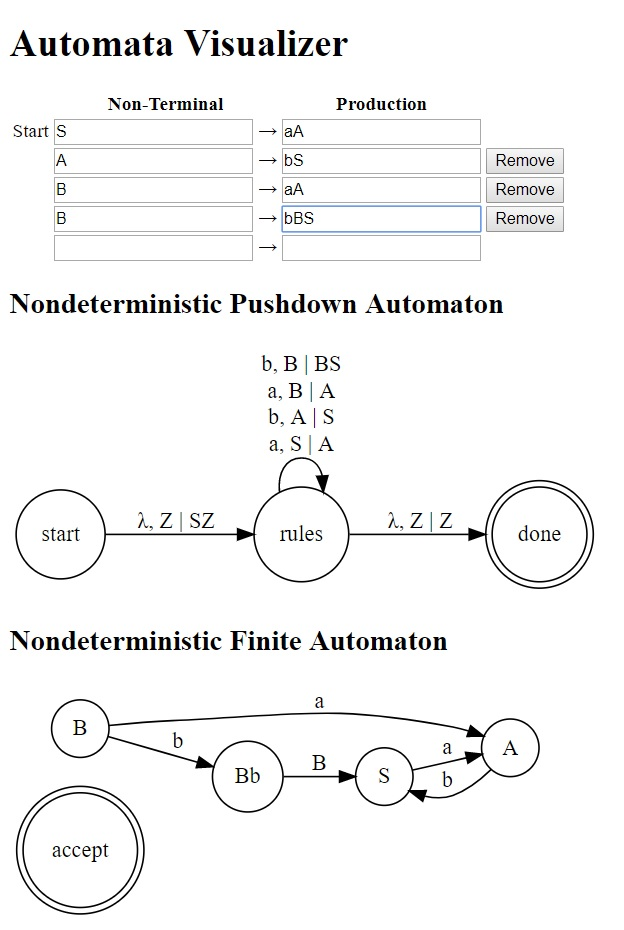 Automata Visualizer
Non-Terminal Production
Start S → aA
A → bS Remove
B → aA Remove
B → bBS Remove
→
Nondeterministic Pushdown Automaton
b, B | BS
a, B | A
b, A | S
a, S | A
λ, Z | SZ λ, Z | Z
start rules done
Nondeterministic Finite Automaton
a
B b a A
Bb B S b
accept